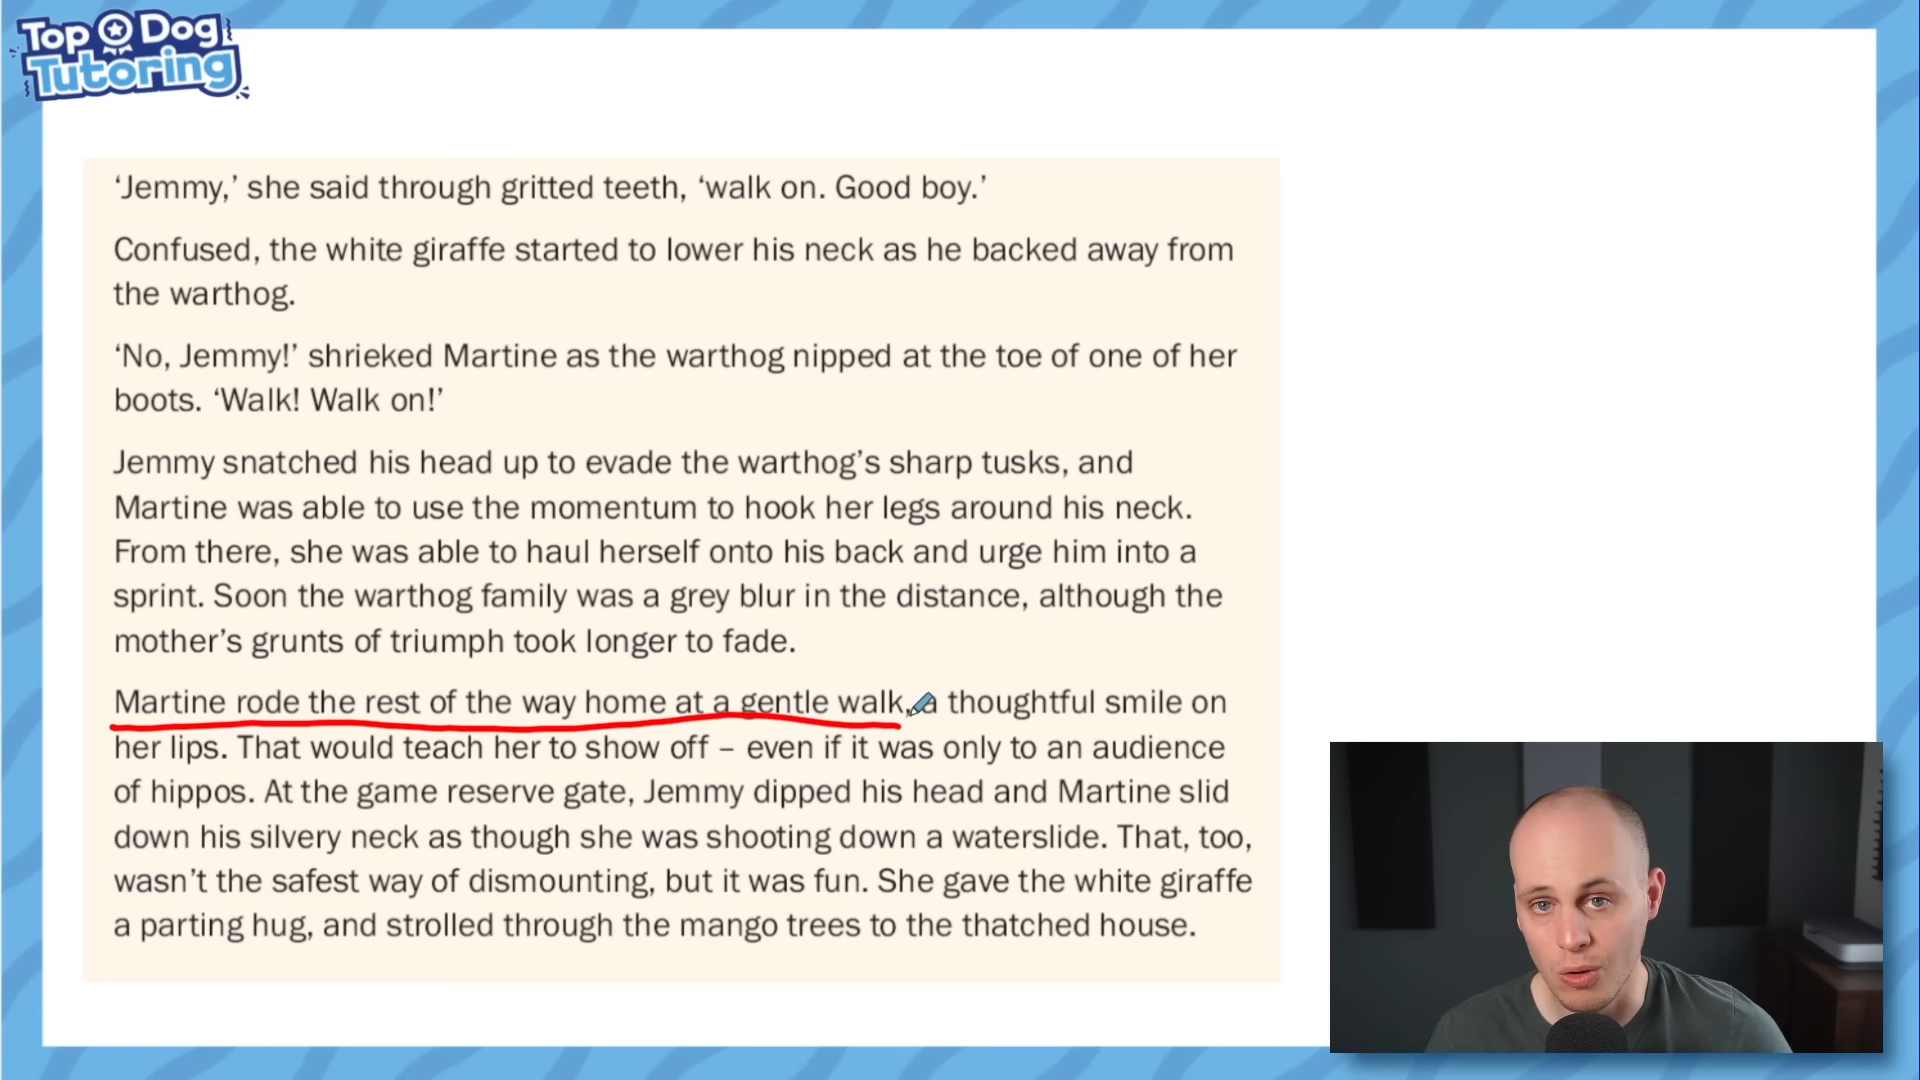 Top Dog
Tutoring
‘Jemmy,’ she said through gritted teeth, ‘walk on. Good boy.’
Confused, the white giraffe started to lower his neck as he backed away from
the warthog.
‘No, Jemmy!’ shrieked Martine as the warthog nipped at the toe of one of her
boots. ‘Walk! Walk on!’
Jemmy snatched his head up to evade the warthog’s sharp tusks, and
Martine was able to use the momentum to hook her legs around his neck.
From there, she was able to haul herself onto his back and urge him into a
sprint. Soon the warthog family was a grey blur in the distance, although the
mother’s grunts of triumph took longer to fade.
Martine rode the rest of the way home at a gentle walk, a thoughtful smile on
her lips. That would teach her to show off – even if it was only to an audience
of hippos. At the game reserve gate, Jemmy dipped his head and Martine slid
down his silvery neck as though she was shooting down a waterslide. That, too,
wasn’t the safest way of dismounting, but it was fun. She gave the white giraffe
a parting hug, and strolled through the mango trees to the thatched house.